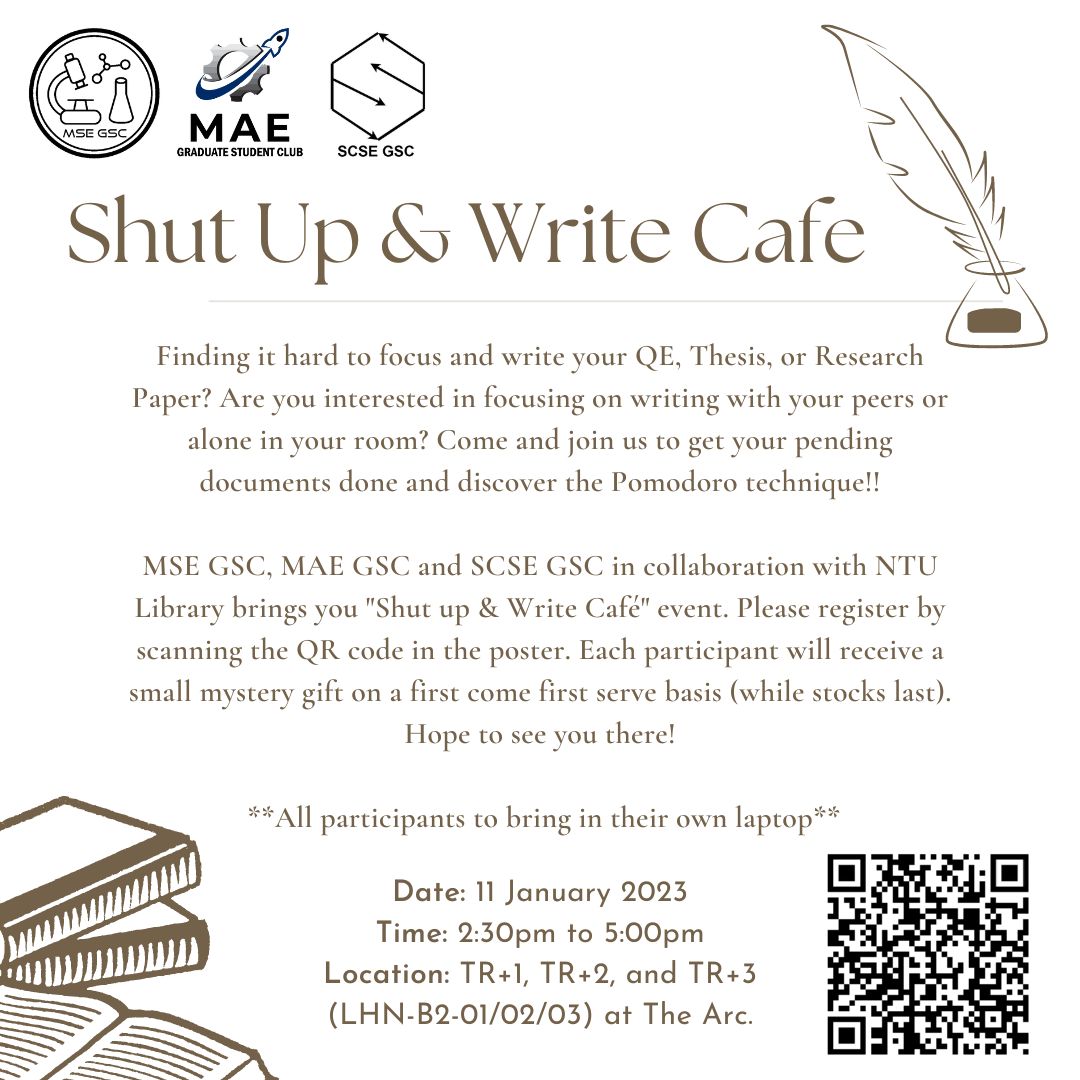 MSE GSC
MAE
GRADUATE STUDENT CLUB
SCSE GSC
Shut Up & Write Cafe
Finding it hard to focus and write your QE, Thesis, or Research
Paper? Are you interested in focusing on writing with your peers or
alone in your room? Come and join us to get your pending
documents done and discover the Pomodoro technique!!
MSE GSC, MAE GSC and SCSE GSC in collaboration with NTU
Library brings you "Shut up & Write Café" event. Please register by
scanning the QR code in the poster. Each participant will receive a
small mystery gift on a first come first serve basis (while stocks last).
Hope to see you there!
**All participants to bring in their own laptop**
Date: 11 January 2023
Time: 2:30pm to 5:00pm
Location: TR+1, TR+2, and TR+3
(LHN-B2-01/02/03) at The Arc.